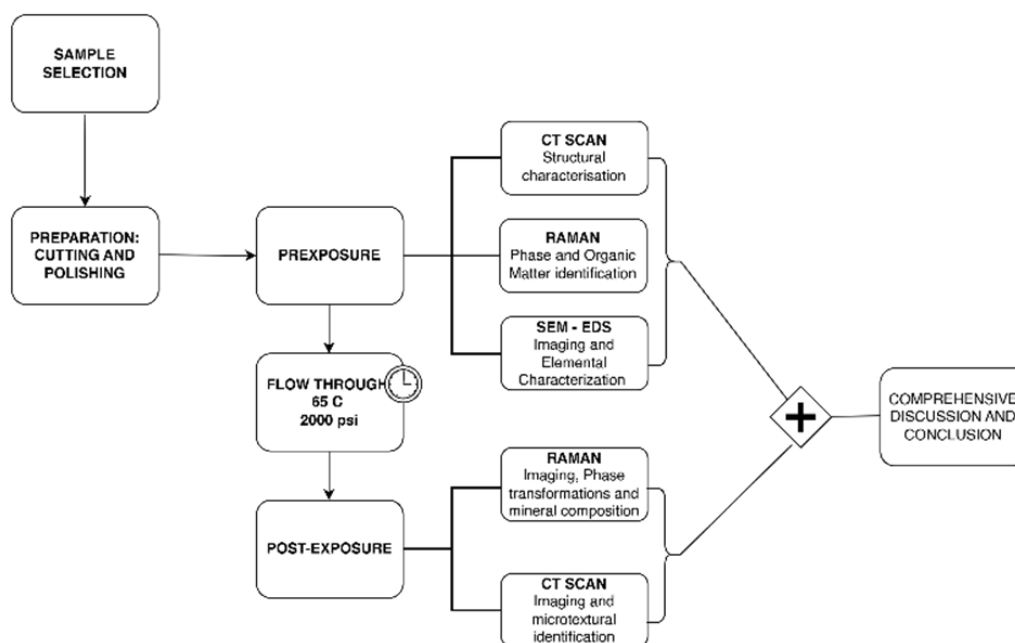 SAMPLE
SELECTION
PREPARATION:
CUTTING AND
POLISHING
PREXPOSURE
FLOW THROUGH
65 C
2000 psi
POST-EXPOSURE
CT SCAN
Structural
characterisation
RAMAN
Phase and Organic
Matter identification
SEM - EDS
Imaging and
Elemental
Characterization
RAMAN
Imaging, Phase
transformations and
mineral composition
CT SCAN
Imaging and
microtextural
identification
COMPREHENSIVE
DISCUSSION AND
CONCLUSION